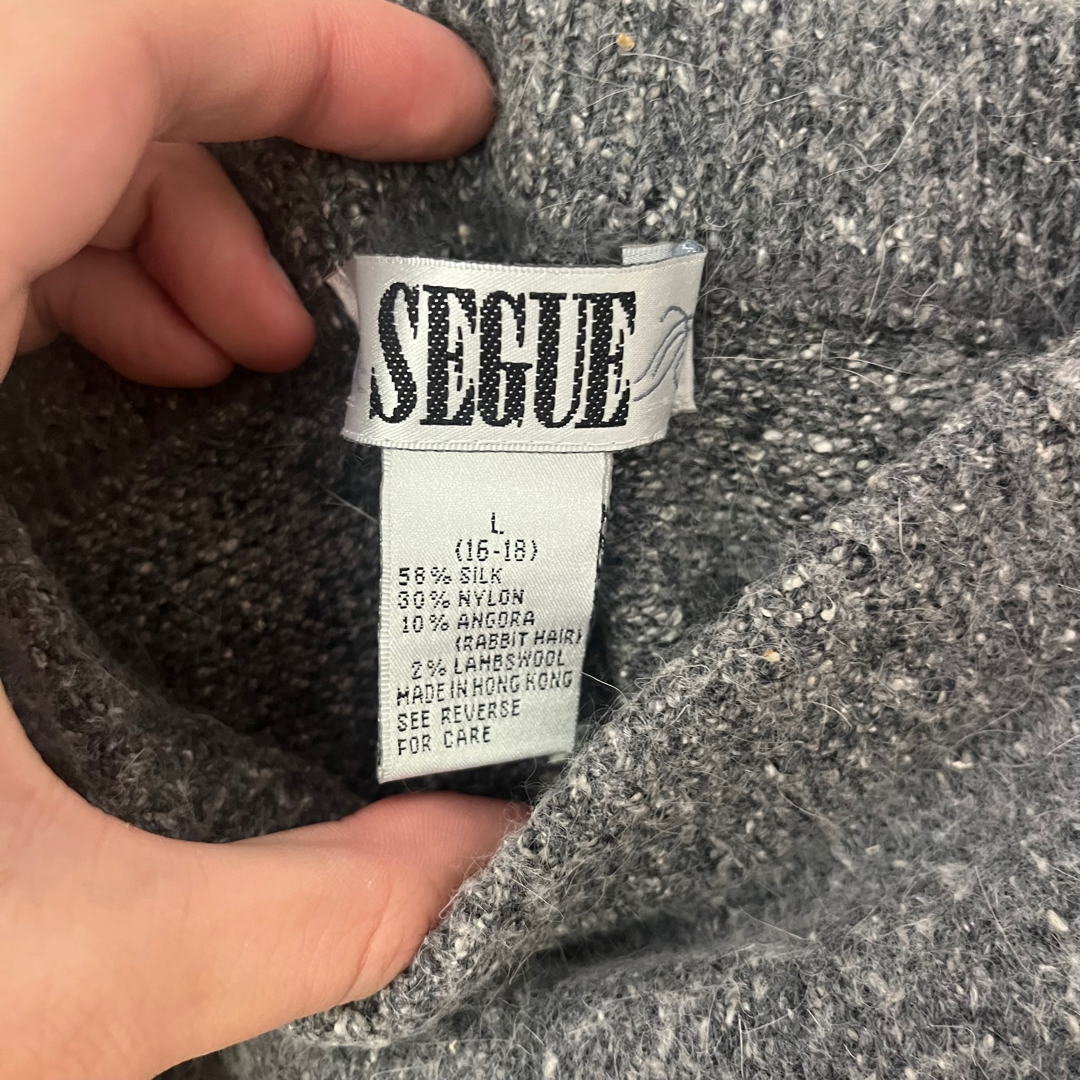 SEGUE
L
(16-18)
58% SILK
30% NYLON
10% ANGORA
(RABBIT HAIR)
2% LAMBSWOOL
MADE IN HONG KONG
SEE REVERSE
FOR CARE